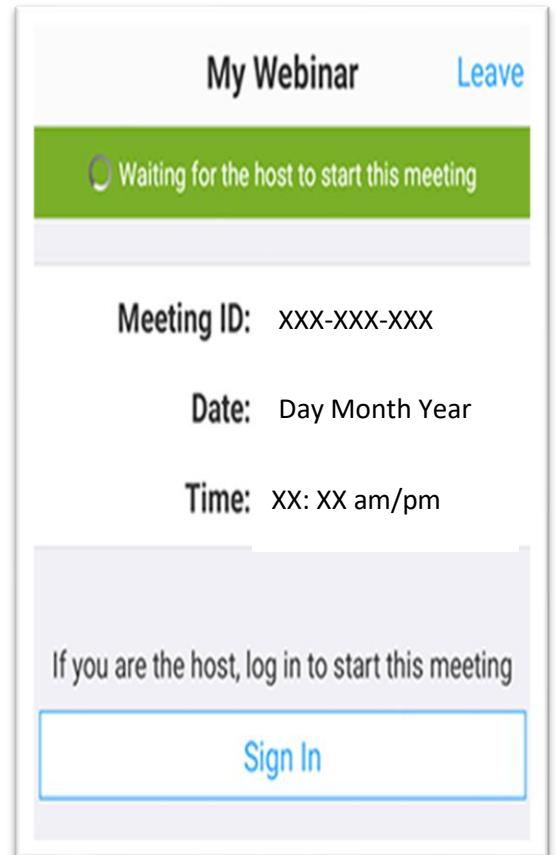 My Webinar Leave
Waiting for the host to start this meeting
Meeting ID: XXX-XXX-XXX
Date: Day Month Year
Time: XX: XX am/pm
If you are the host, log in to start this meeting
Sign In